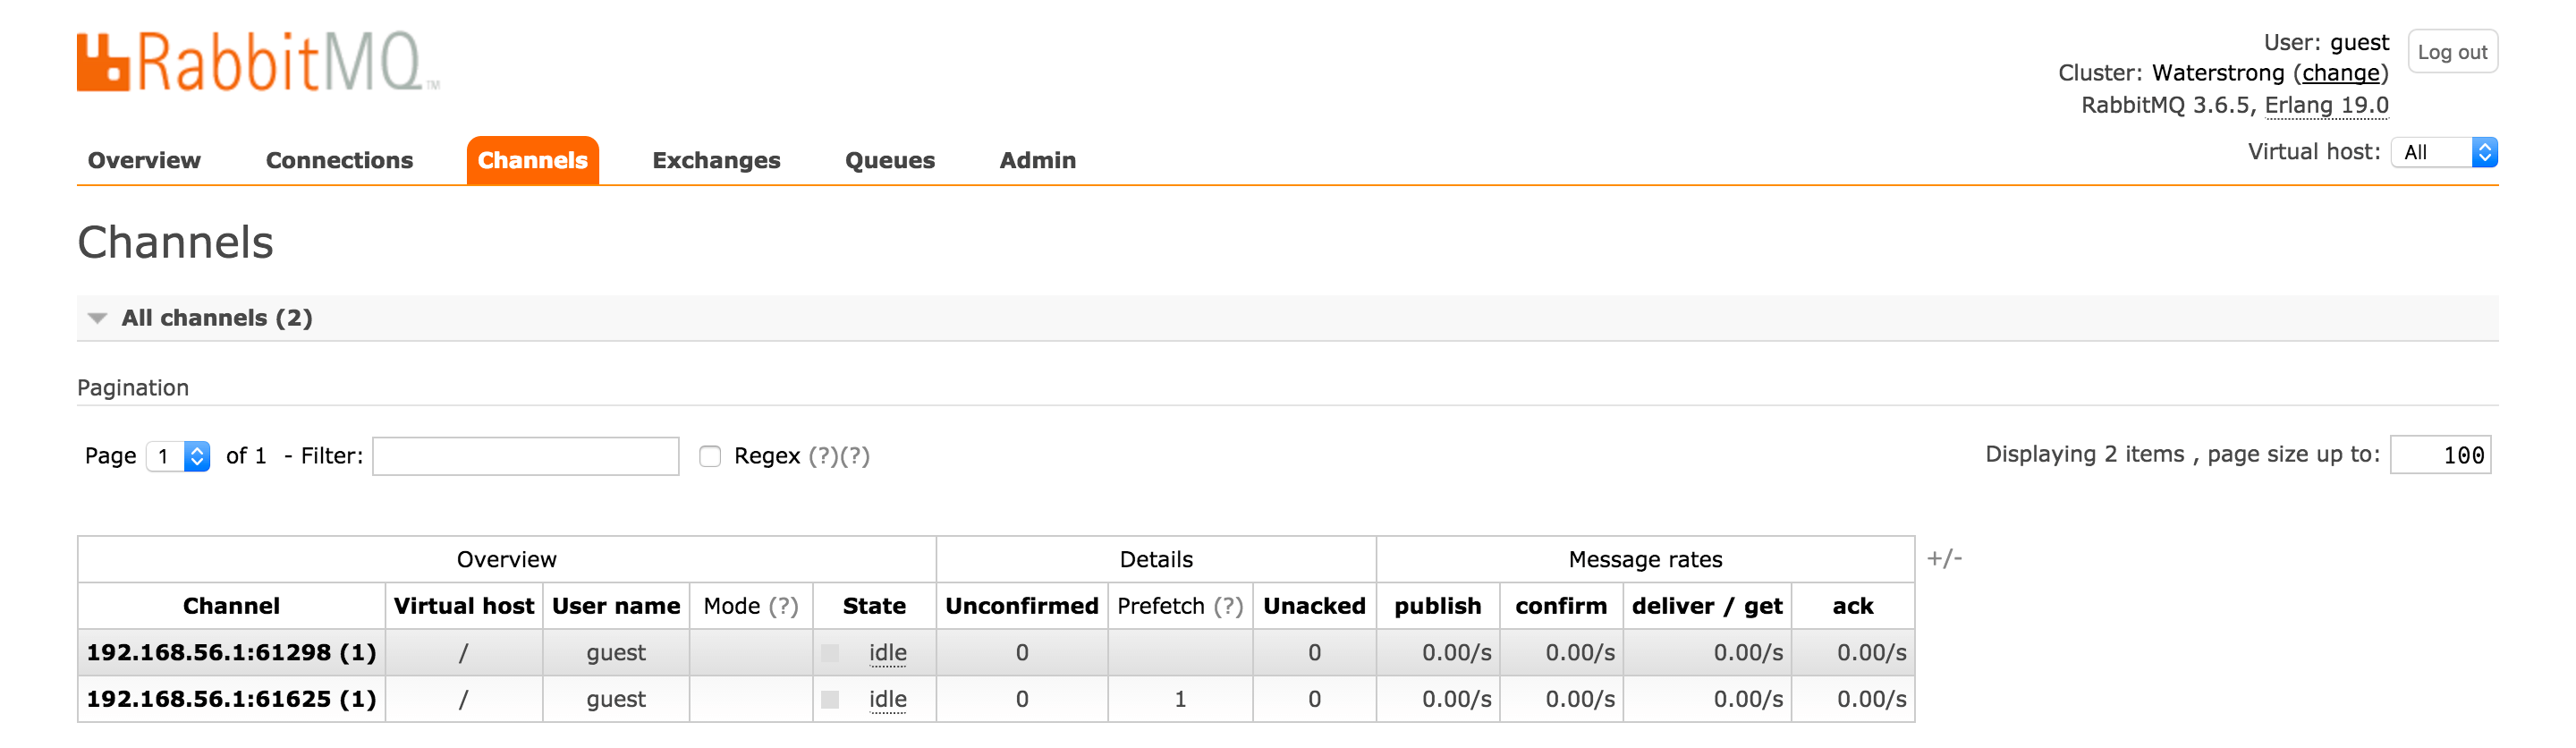 RabbitMQ™
User: guest
Log out
Cluster: Waterstrong (change)
RabbitMQ 3.6.5, Erlang 19.0
Overview Connections Channels Exchanges Queues Admin
Virtual host: All
Channels
All channels (2)
Pagination
Page 1 of 1 - Filter: Regex (?)(?) Displaying 2 items , page size up to: 100
Overview Details Message rates +/-
Channel Virtual host User name Mode (?) State Unconfirmed Prefetch (?) Unacked publish confirm deliver / get ack
192.168.56.1:61298 (1) / guest idle 0 0 0.00/s 0.00/s 0.00/s 0.00/s
192.168.56.1:61625 (1) / guest idle 0 1 0 0.00/s 0.00/s 0.00/s 0.00/s